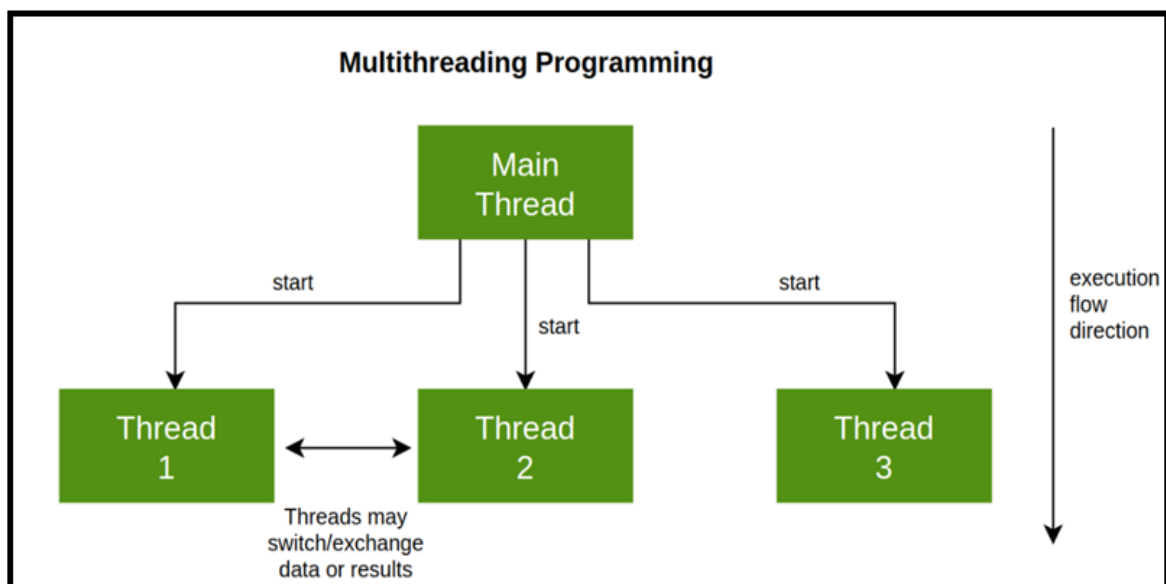 Multithreading Programming
Main
Thread
start
start
start
execution
flow
direction
Thread
1
Thread
2
Thread
3
Threads may
switch/exchange
data or results